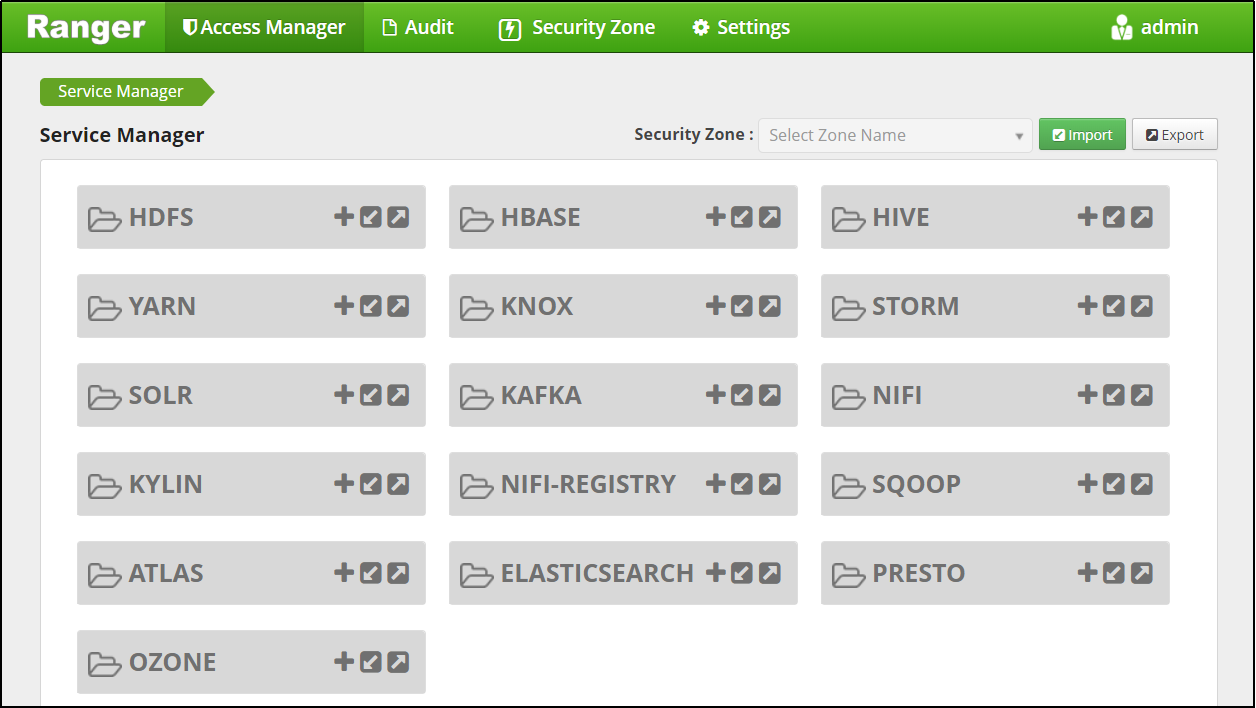 Ranger Access Manager Audit Security Zone Settings admin
Service Manager
Service Manager Security Zone : Select Zone Name Import Export
HDFS HBASE HIVE
YARN KNOX STORM
SOLR KAFKA NIFI
KYLIN NIFI-REGISTRY SQOOP
ATLAS ELASTICSEARCH PRESTO
OZONE